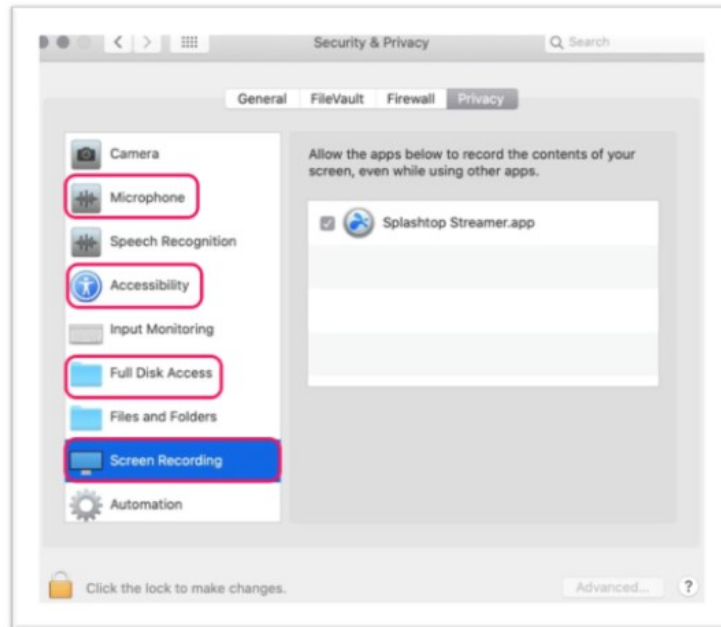 Security & Privacy
Search
General FileVault Firewall Privacy
Camera
Microphone
Speech Recognition
Accessibility
Input Monitoring
Full Disk Access
Files and Folders
Screen Recording
Automation
Allow the apps below to record the contents of your
screen, even while using other apps.
Splashtop Streamer.app
Click the lock to make changes.
Advanced...
?